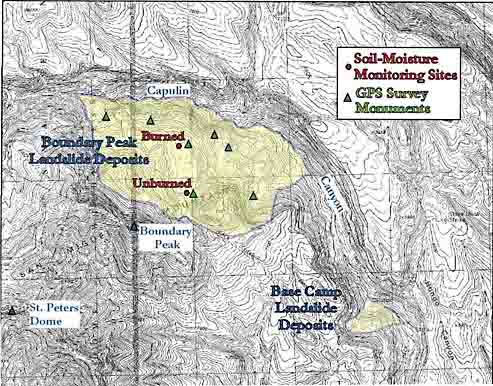 Soil-Moisture
Monitoring Sites
GPS Survey
Monuments
Capulin
Boundary Peak
Landslide Deposits
Burned
Unburned
Canyon
Boundary
Peak
Base Camp
Landslide
Deposits
St. Peters
Dome
Canyon